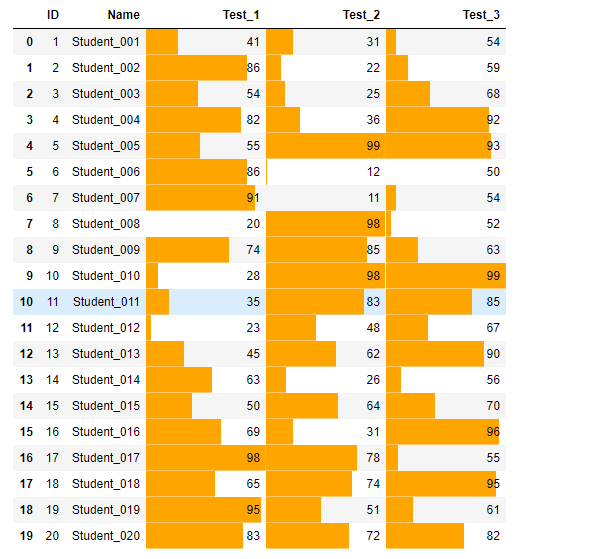 ID Name Test_1 Test_2 Test_3
0 1 Student_001 41 31 54
1 2 Student_002 86 22 59
2 3 Student_003 54 25 68
3 4 Student_004 82 36 92
4 5 Student_005 55 99 93
5 6 Student_006 86 12 50
6 7 Student_007 91 11 54
7 8 Student_008 20 98 52
8 9 Student_009 74 85 63
9 10 Student_010 28 98 99
10 11 Student_011 35 83 85
11 12 Student_012 23 48 67
12 13 Student_013 45 62 90
13 14 Student_014 63 26 56
14 15 Student_015 50 64 70
15 16 Student_016 69 31 96
16 17 Student_017 98 78 55
17 18 Student_018 65 74 95
18 19 Student_019 95 51 61
19 20 Student_020 83 72 82